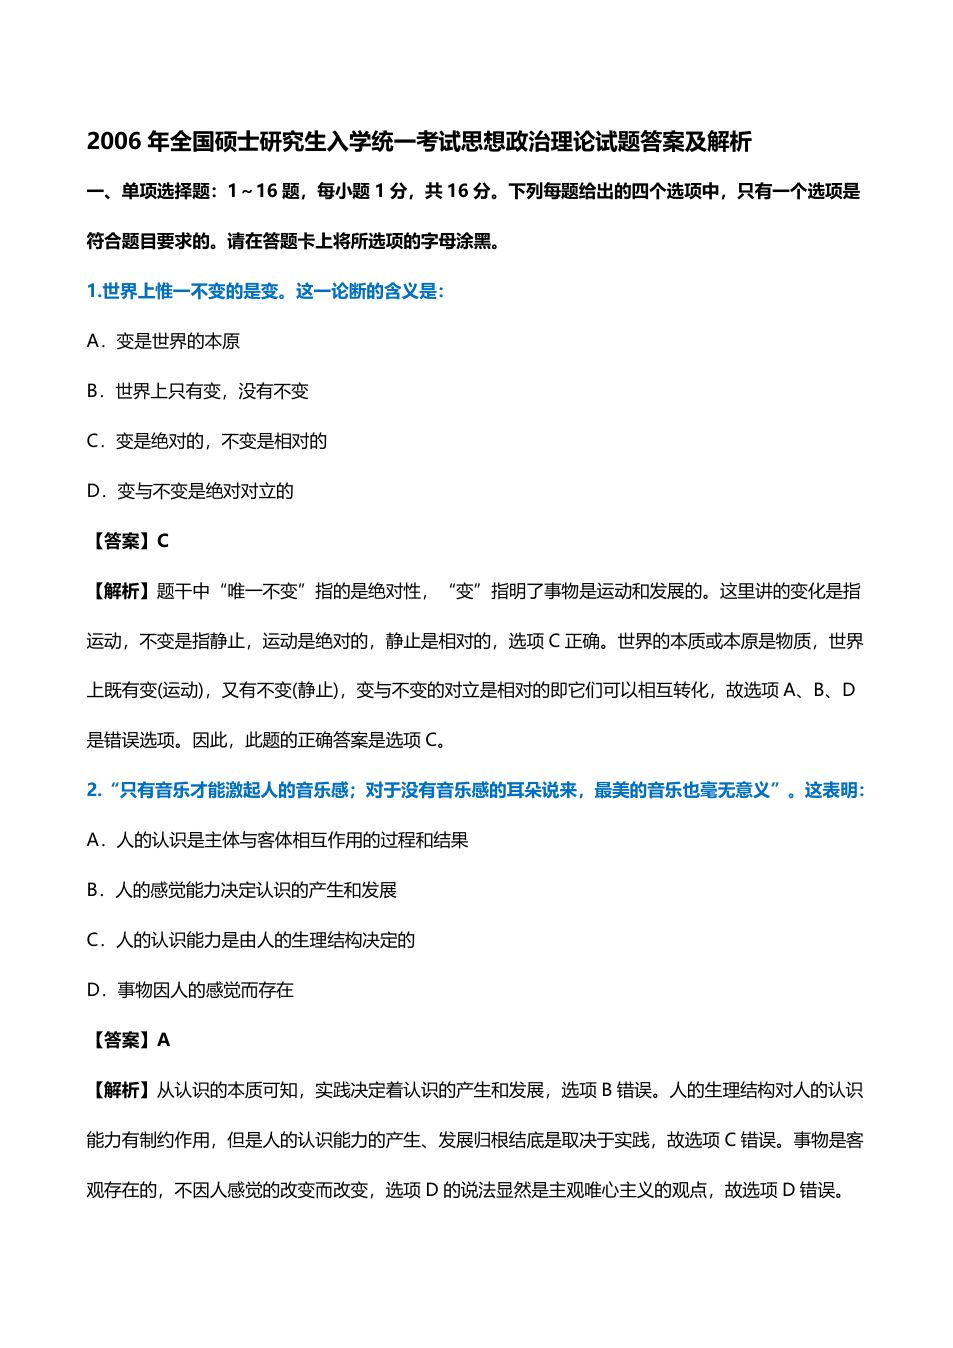 2006 年全国硕士研究生入学统一考试思想政治理论试题答案及解析
一、单项选择题：1～16 题，每小题 1 分，共 16 分。下列每题给出的四个选项中，只有一个选项是
符合题目要求的。请在答题卡上将所选项的字母涂黑。
1.世界上惟一不变的是变。这一论断的含义是：
A．变是世界的本原
B．世界上只有变，没有不变
C．变是绝对的，不变是相对的
D．变与不变是绝对对立的
【答案】C
【解析】题干中“唯一不变”指的是绝对性，“变”指明了事物是运动和发展的。这里讲的变化是指
运动，不变是指静止，运动是绝对的，静止是相对的，选项 C 正确。世界的本质或本原是物质，世界
上既有变(运动)，又有不变(静止)，变与不变的对立是相对的即它们可以相互转化，故选项 A、B、D
是错误选项。因此，此题的正确答案是选项 C。
2.“只有音乐才能激起人的音乐感；对于没有音乐感的耳朵说来，最美的音乐也毫无意义”。这表明：
A．人的认识是主体与客体相互作用的过程和结果
B．人的感觉能力决定认识的产生和发展
C．人的认识能力是由人的生理结构决定的
D．事物因人的感觉而存在
【答案】A
【解析】从认识的本质可知，实践决定着认识的产生和发展，选项 B 错误。人的生理结构对人的认识
能力有制约作用，但是人的认识能力的产生、发展归根结底是取决于实践，故选项 C 错误。事物是客
观存在的，不因人感觉的改变而改变，选项 D 的说法显然是主观唯心主义的观点，故选项 D 错误。